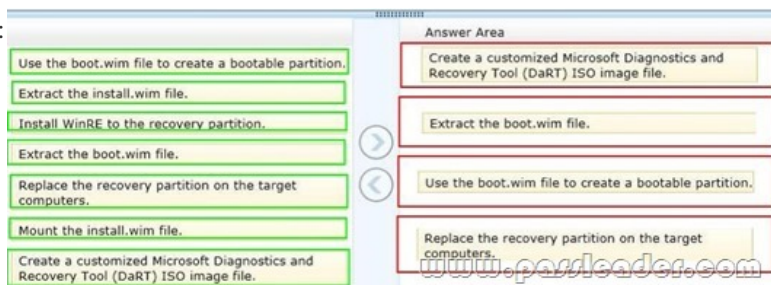 :
Answer Area
Use the boot.wim file to create a bootable partition.
Extract the install.wim file.
Install WinRE to the recovery partition.
Extract the boot.wim file.
Replace the recovery partition on the target
computers.
Mount the install.wim file.
Create a customized Microsoft Diagnostics and
Recovery Tool (DaRT) ISO image file.
Create a customized Microsoft Diagnostics and
Recovery Tool (DaRT) ISO image file.
Extract the boot.wim file.
Use the boot.wim file to create a bootable partition.
Replace the recovery partition on the target
computers.
www.passleader.com